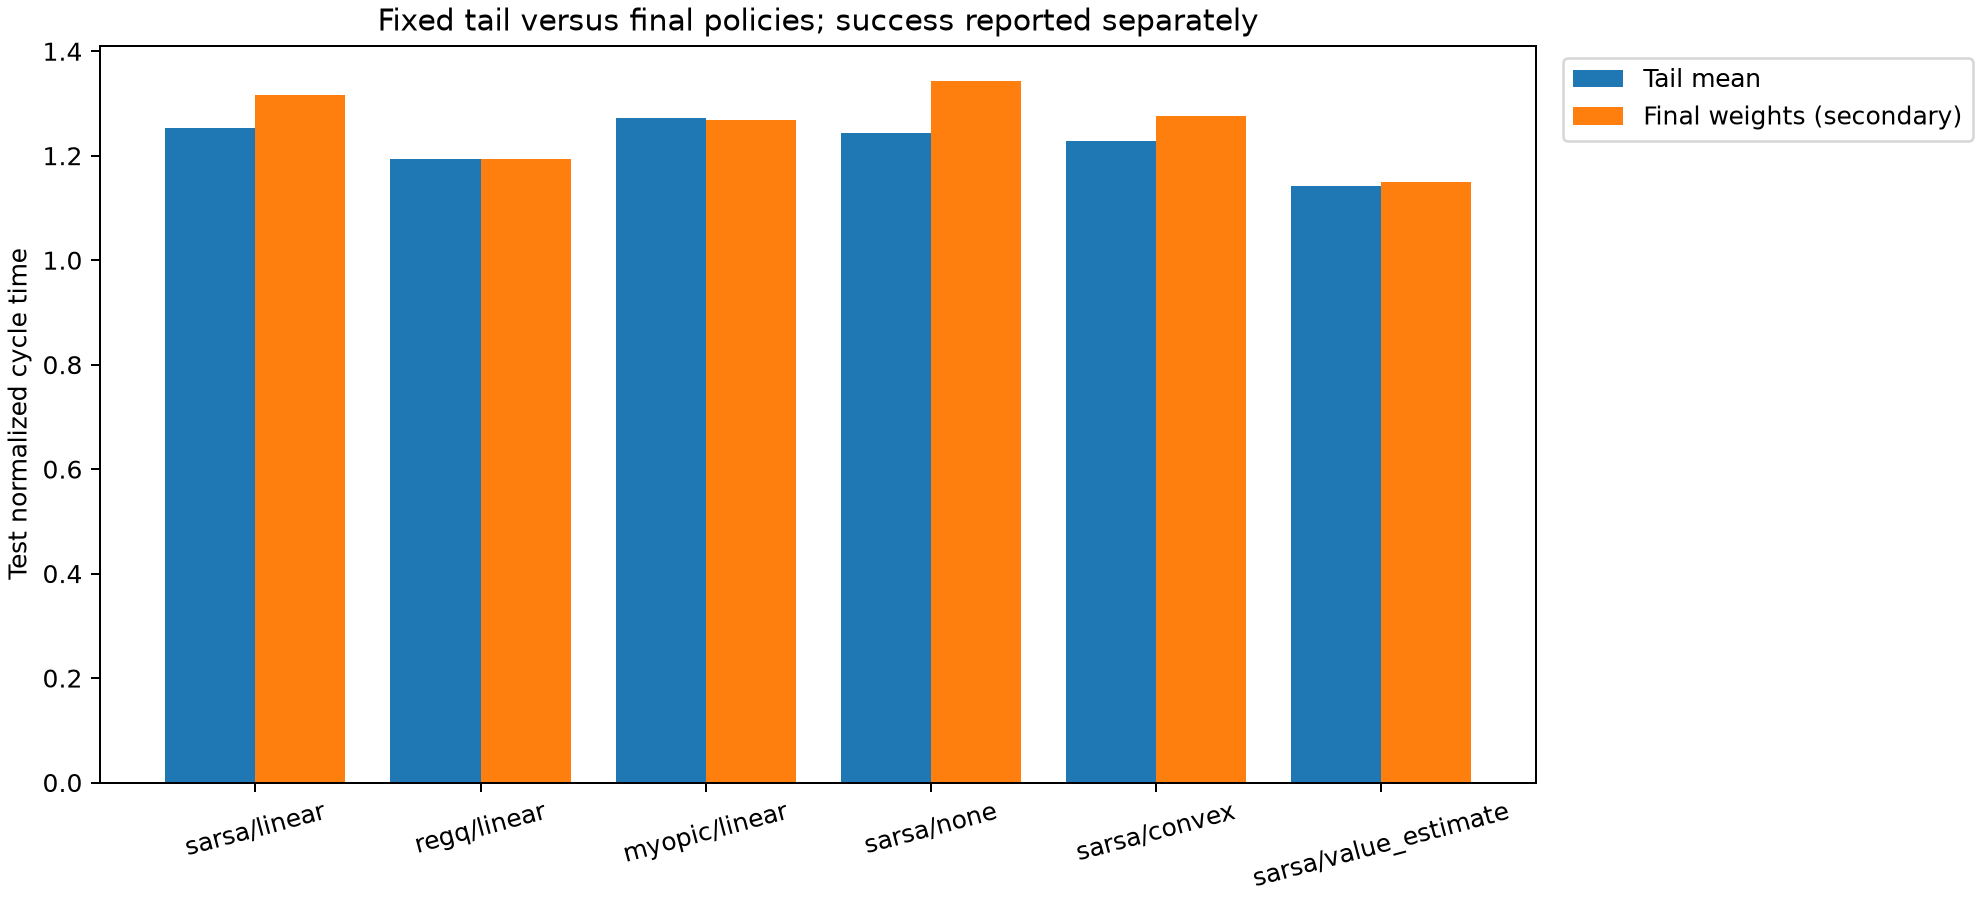 Fixed tail versus final policies; success reported separately
Tail mean
Final weights (secondary)
Test normalized cycle time
1.4
1.2
1.0
0.8
0.6
0.4
0.2
0.0
sarsa/linear
regq/linear
myopic/linear
sarsa/none
sarsa/convex
sarsa/value_estimate